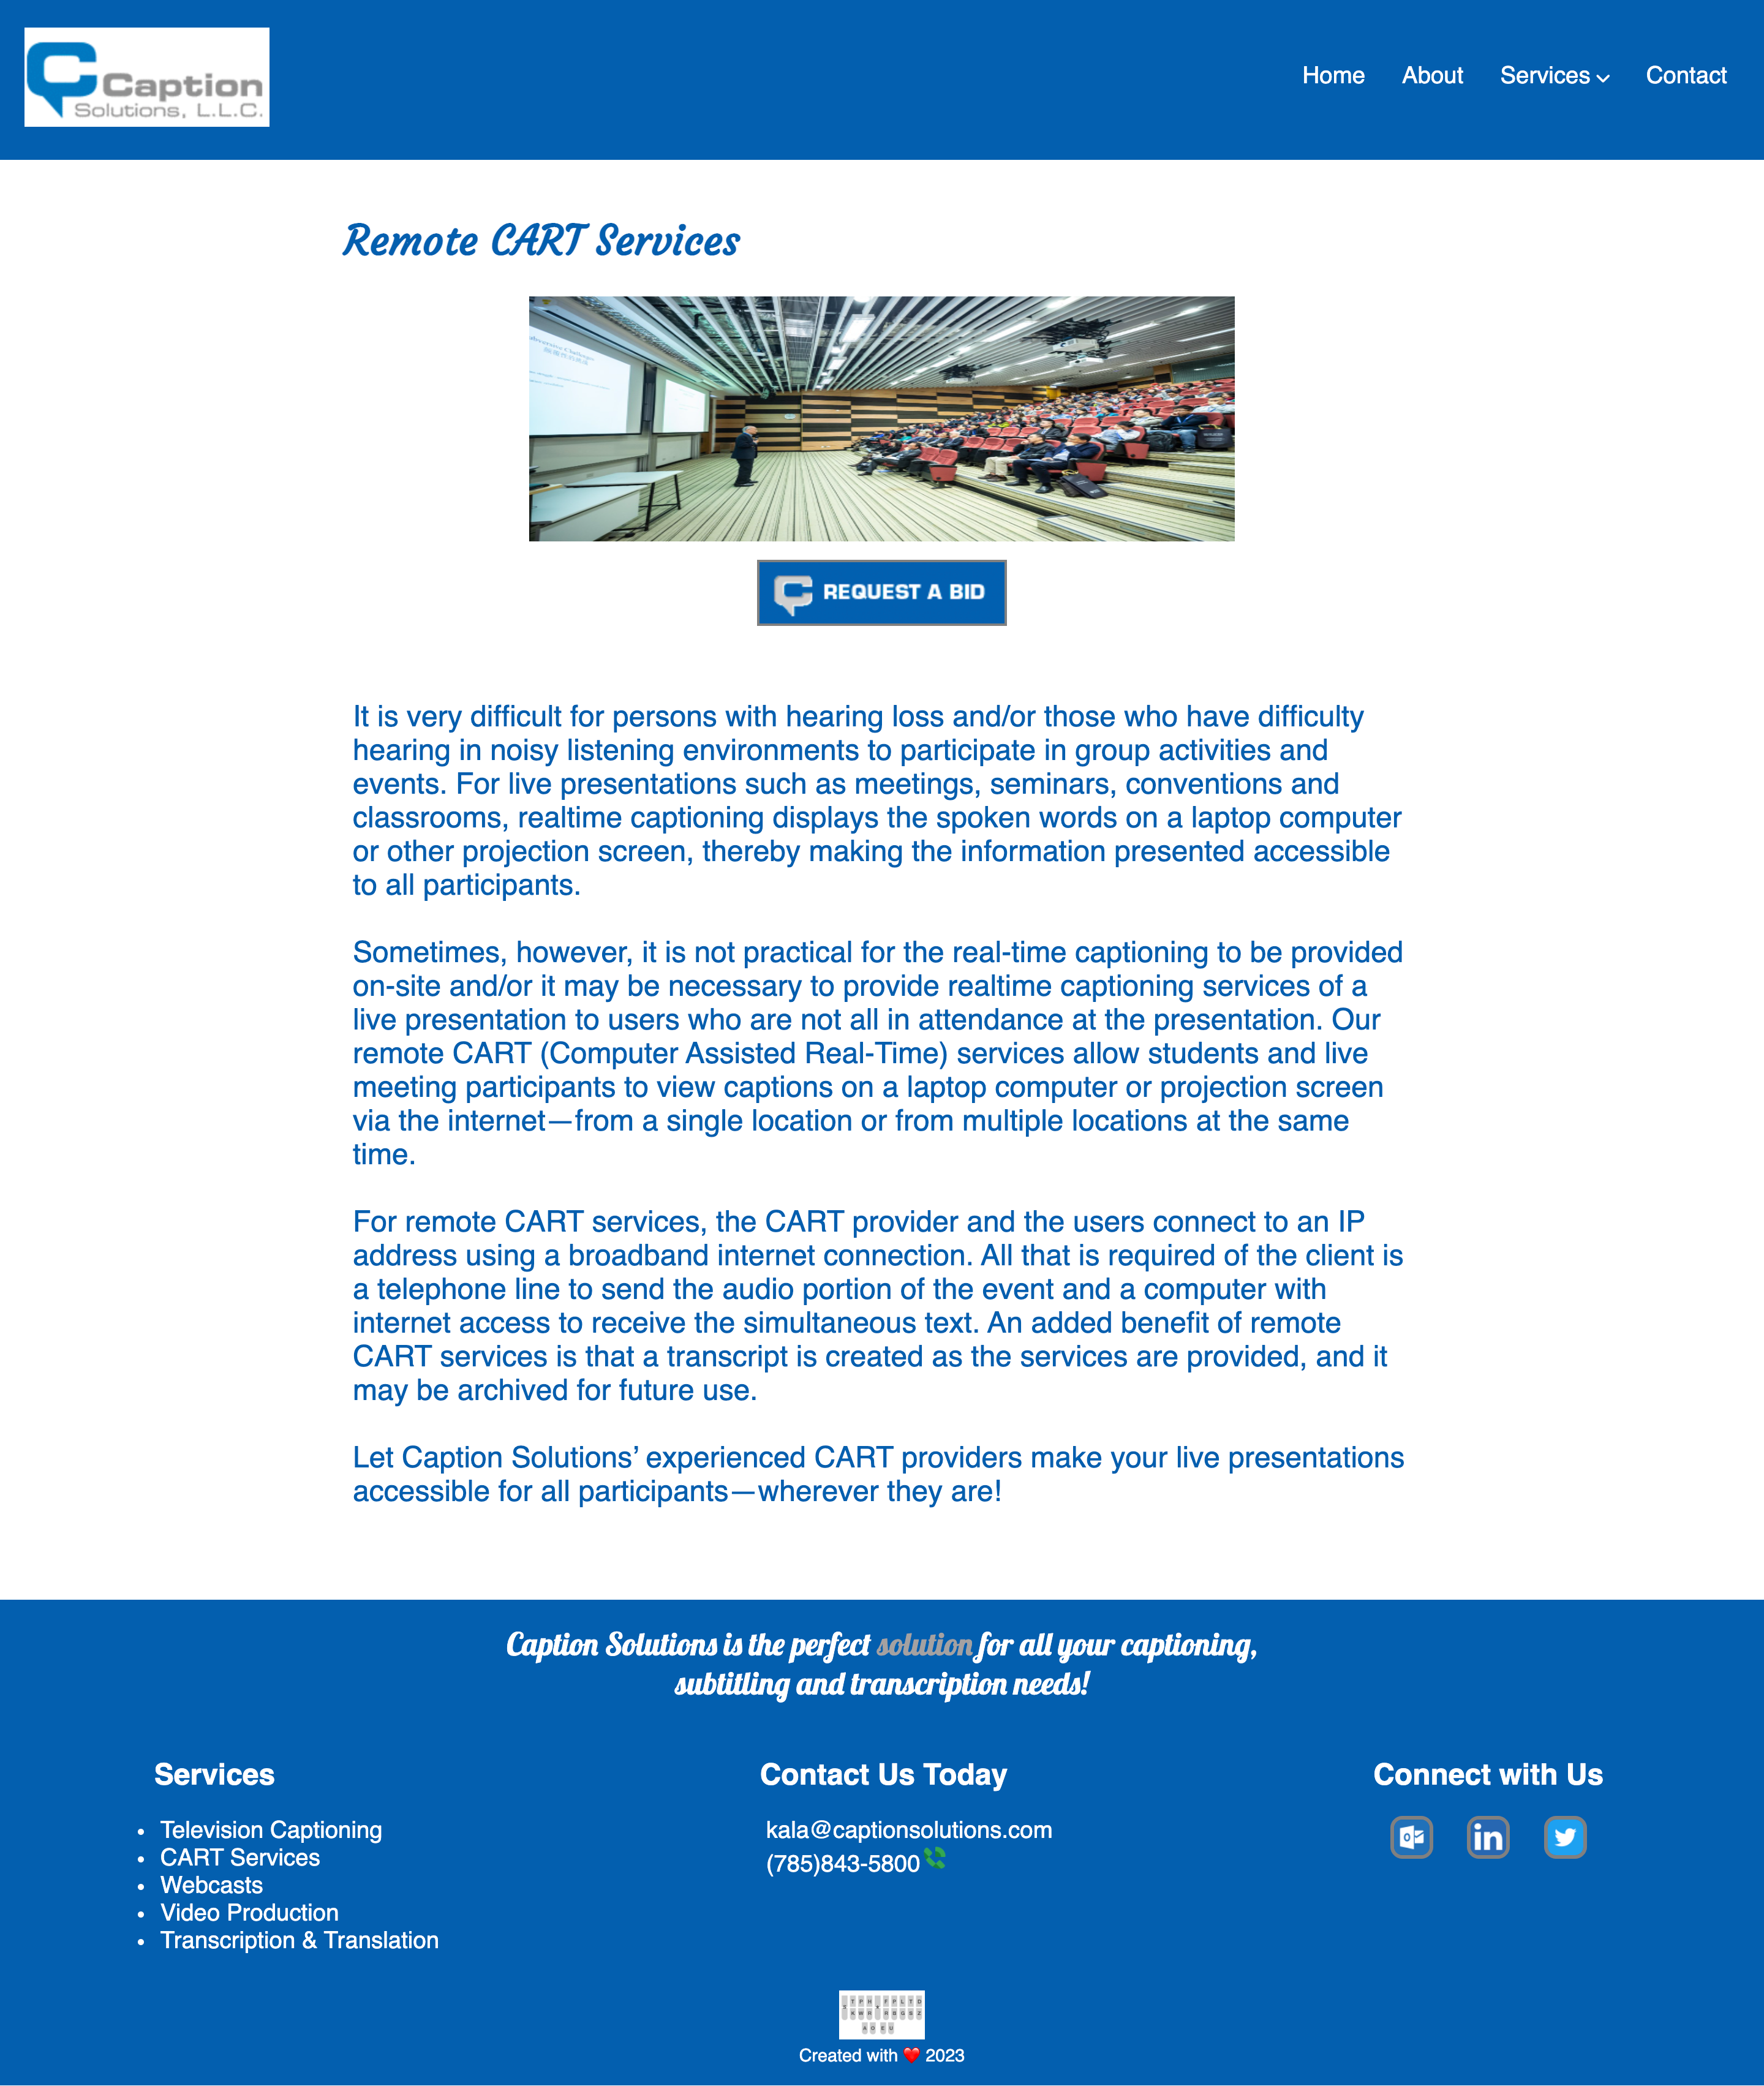 Caption
Solutions, L.L.C.
Home About Services Contact
Remote CART Services
REQUEST A BID
It is very difficult for persons with hearing loss and/or those who have difficulty
hearing in noisy listening environments to participate in group activities and
events. For live presentations such as meetings, seminars, conventions and
classrooms, realtime captioning displays the spoken words on a laptop computer
or other projection screen, thereby making the information presented accessible
to all participants.
Sometimes, however, it is not practical for the real-time captioning to be provided
on-site and/or it may be necessary to provide realtime captioning services of a
live presentation to users who are not all in attendance at the presentation. Our
remote CART (Computer Assisted Real-Time) services allow students and live
meeting participants to view captions on a laptop computer or projection screen
via the internet—from a single location or from multiple locations at the same
time.
For remote CART services, the CART provider and the users connect to an IP
address using a broadband internet connection. All that is required of the client is
a telephone line to send the audio portion of the event and a computer with
internet access to receive the simultaneous text. An added benefit of remote
CART services is that a transcript is created as the services are provided, and it
may be archived for future use.
Let Caption Solutions’ experienced CART providers make your live presentations
accessible for all participants—wherever they are!
Caption Solutions is the perfect solution for all your captioning,
subtitling and transcription needs!
Services
Television Captioning
CART Services
Webcasts
Video Production
Transcription & Translation
Contact Us Today
kala@captionsolutions.com
(785)843-5800
Connect with Us
in
Created with ❤️ 2023